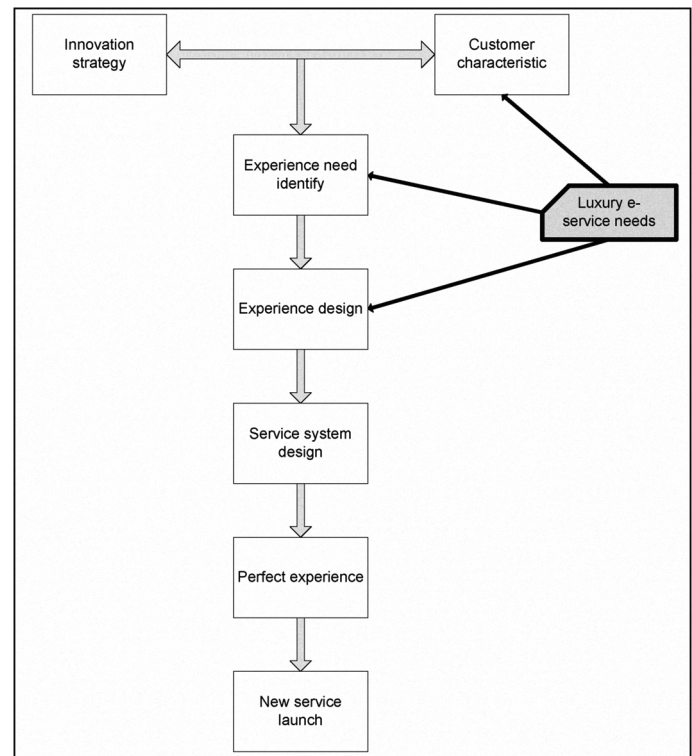 Innovation
strategy
Customer
characteristic
Experience need
identify
Luxury e-
service needs
Experience design
Service system
design
Perfect experience
New service
launch